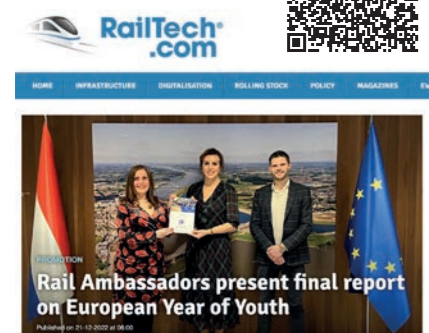 RailTech®
.com
HOME INFRASTRUCTURE DIGITALISATION ROLLING STOCK POLICY MAGAZINES
PROMOTION
Rail Ambassadors present final report
on European Year of Youth
Published on 21-12-2022 at 08:00